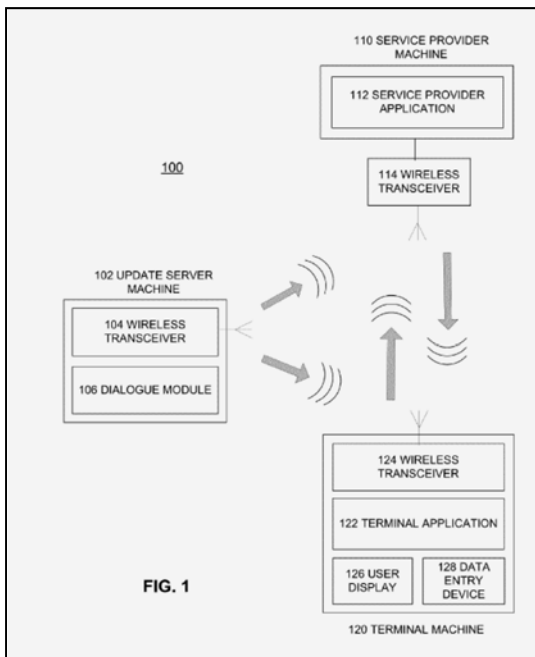 110 SERVICE PROVIDER
MACHINE
112 SERVICE PROVIDER
APPLICATION
100
114 WIRELESS
TRANSCEIVER
102 UPDATE SERVER
MACHINE
104 WIRELESS
TRANSCEIVER
106 DIALOGUE MODULE
124 WIRELESS
TRANSCEIVER
122 TERMINAL APPLICATION
126 USER
DISPLAY
128 DATA
ENTRY
DEVICE
FIG. 1
120 TERMINAL MACHINE